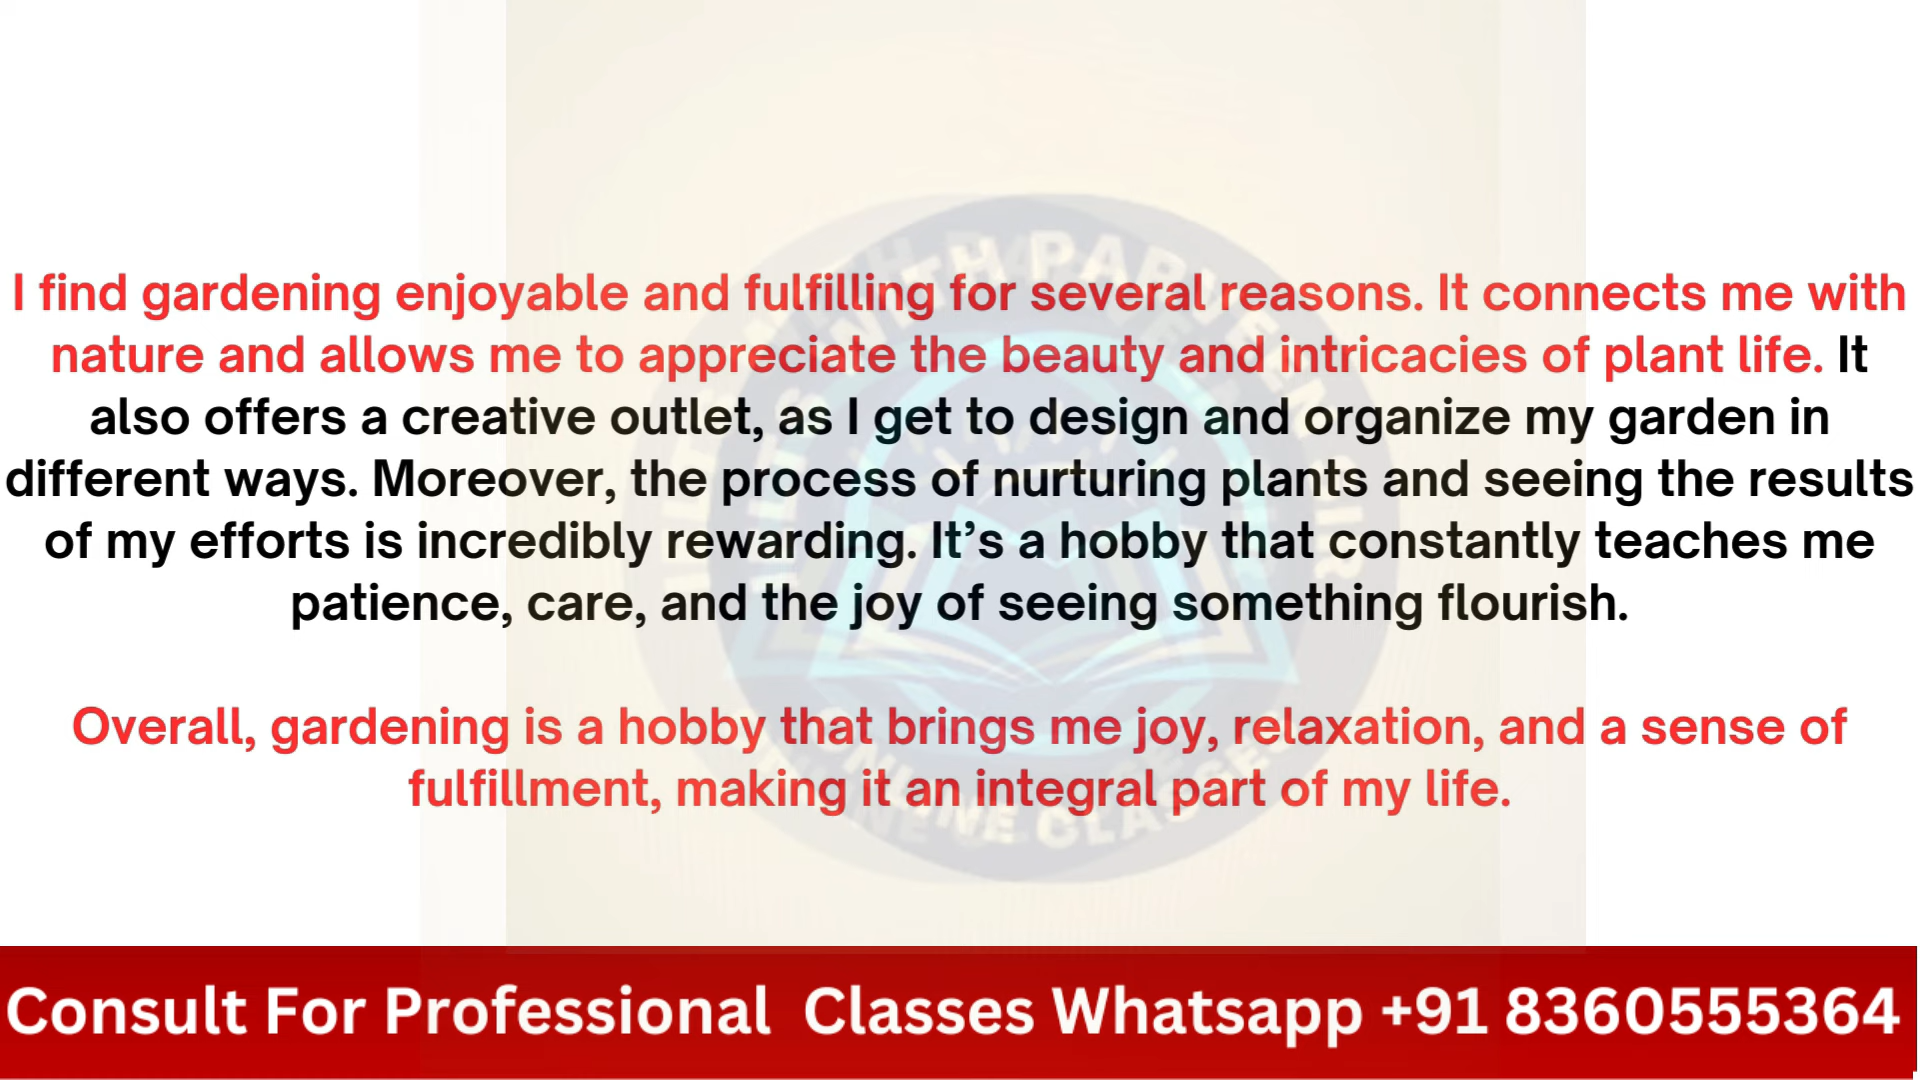 I find gardening enjoyable and fulfilling for several reasons. It connects me with
nature and allows me to appreciate the beauty and intricacies of plant life. It
also offers a creative outlet, as I get to design and organize my garden in
different ways. Moreover, the process of nurturing plants and seeing the results
of my efforts is incredibly rewarding. It’s a hobby that constantly teaches me
patience, care, and the joy of seeing something flourish.
Overall, gardening is a hobby that brings me joy, relaxation, and a sense of
fulfillment, making it an integral part of my life.
ONLINE CLASSES
Consult For Professional Classes Whatsapp +91 8360555364